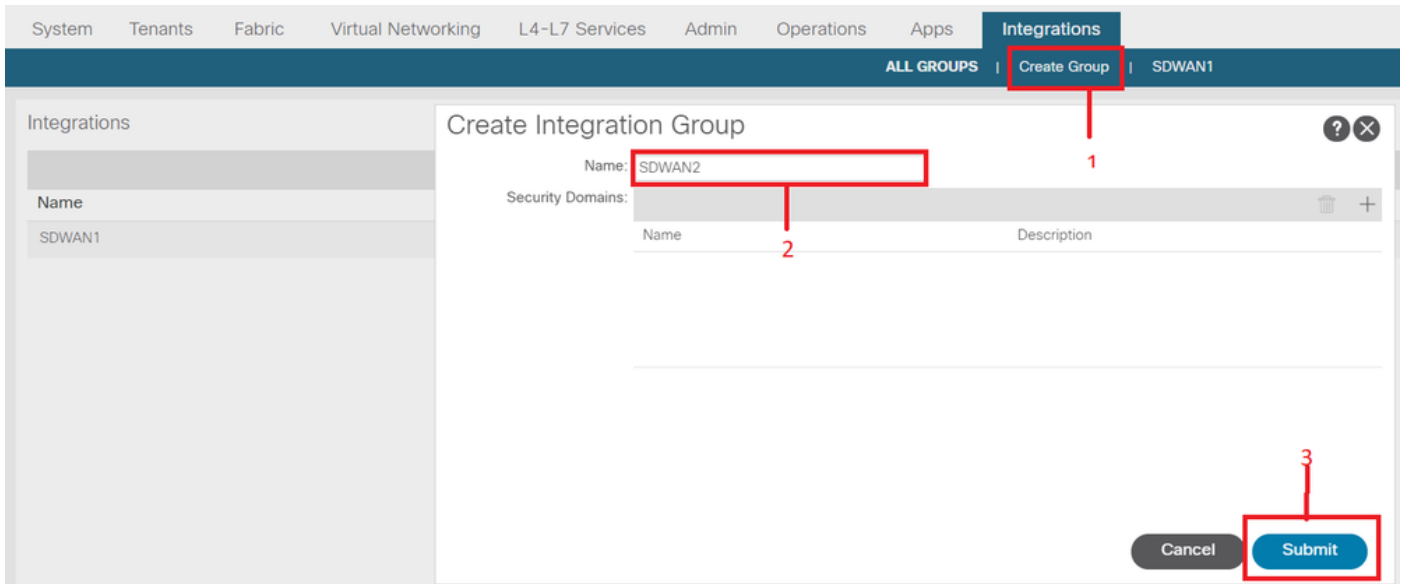 System Tenants Fabric Virtual Networking L4-L7 Services Admin Operations Apps Integrations
ALL GROUPS | Create Group | SDWAN1
Integrations
Create Integration Group
?
1
Name: SDWAN2
Security Domains:
Name
Name Description
2
SDWAN1
3
Cancel Submit